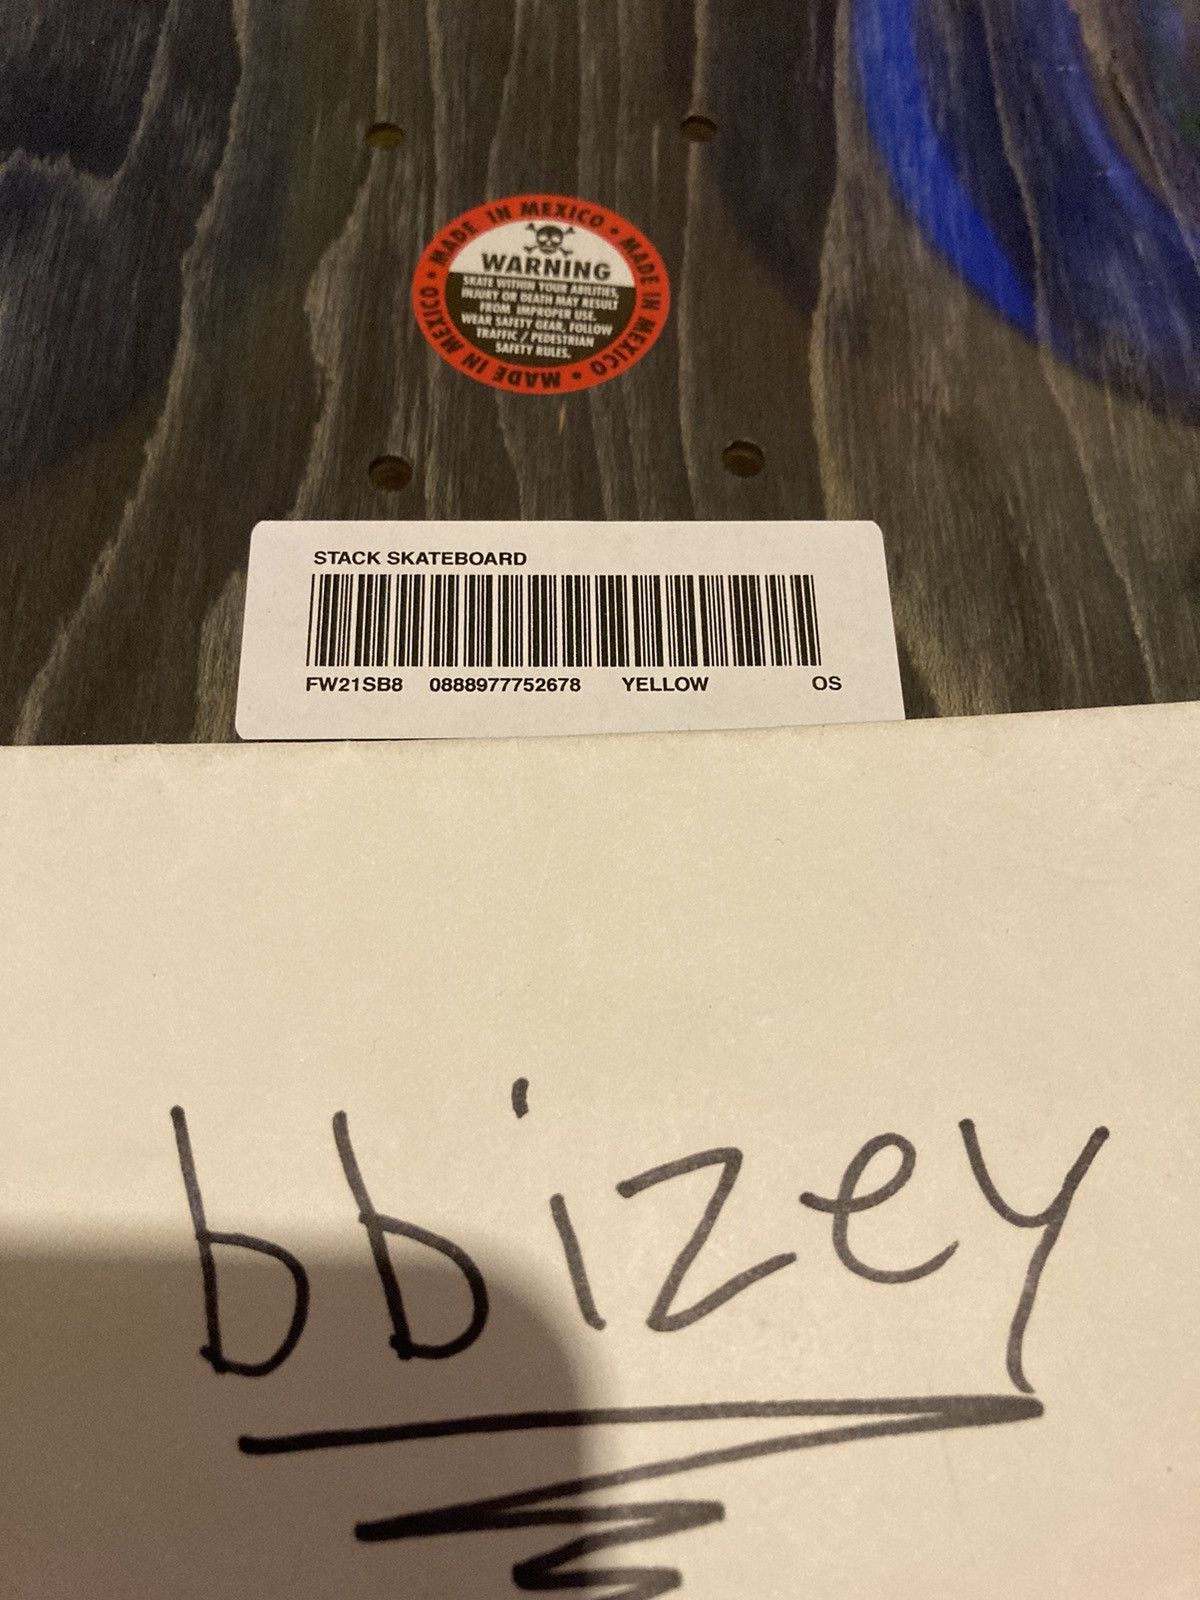 MADE IN MEXICO • MADE IN MEXICO • MADE IN MEXICO •
WARNING
SKATE WITHIN YOUR ABILITIES.
INJURY OR DEATH MAY RESULT
FROM IMPROPER USE.
WEAR SAFETY GEAR, FOLLOW
TRAFFIC / PEDESTRIAN
SAFETY RULES.
STACK SKATEBOARD
FW21SB8 0888977752678 YELLOW OS
bbizey